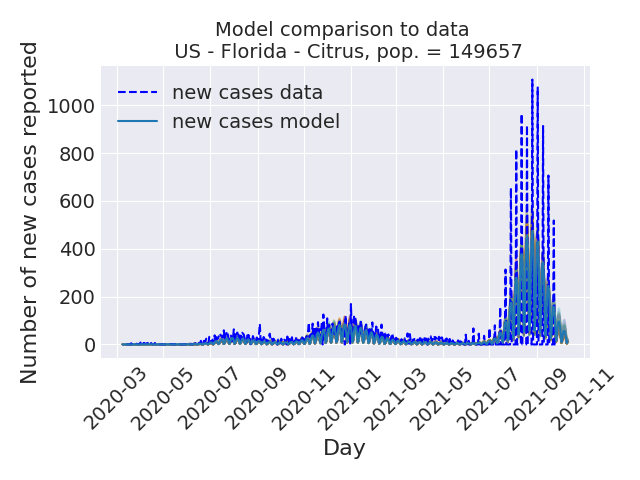 Model comparison to data
US - Florida - Citrus, pop. = 149657
new cases data
new cases model
Number of new cases reported
1000
800
600
400
200
0
2020-03
2020-05
2020-07
2020-09
2020-11
2021-01
2021-03
2021-05
2021-07
2021-09
2021-11
Day